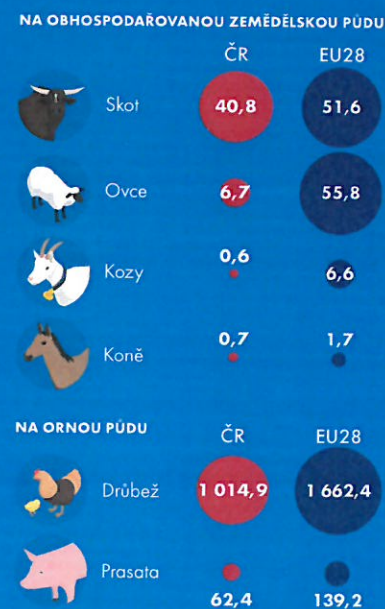 NA OBHOSPODAŘOVANOU ZEMĚDĚLSKOU PŮDU
ČR EU28
Skot 40,8 51,6
Ovce 6,7 55,8
Kozy 0,6 6,6
Koně 0,7 1,7
NA ORNOU PŮDU ČR EU28
Drůbež 1 014,9 1 662,4
Prasata 62,4 139,2